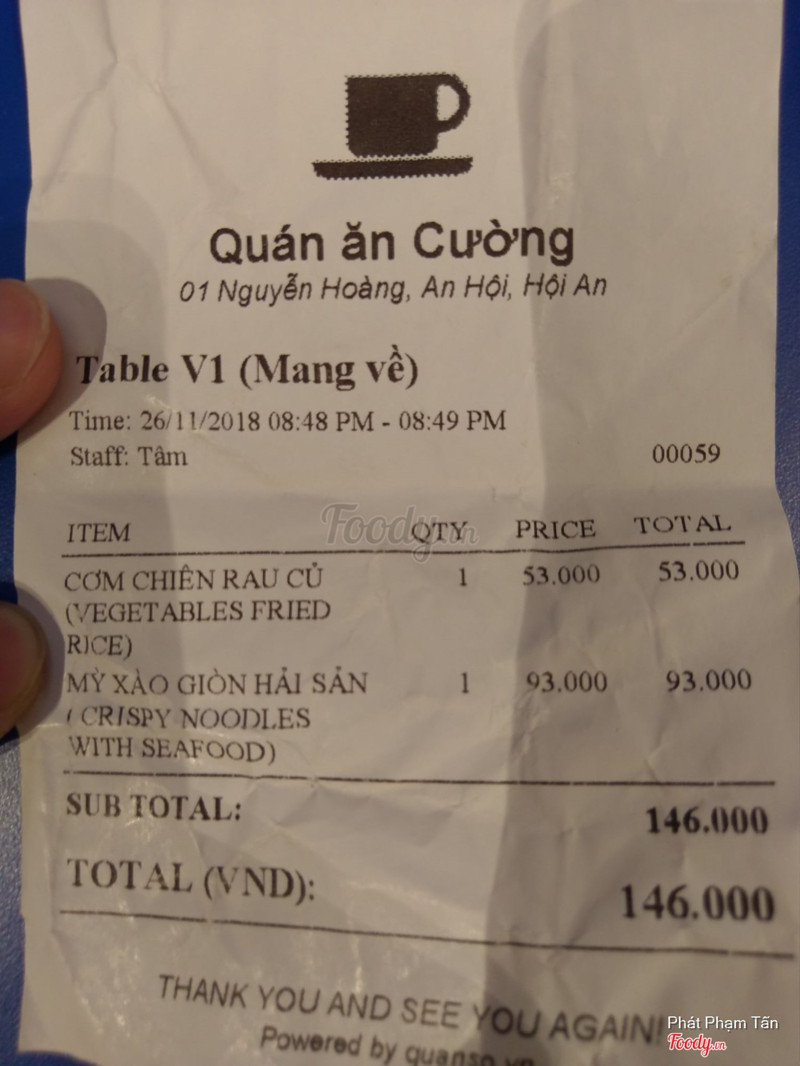 Quán ăn Cường
01 Nguyễn Hoàng, An Hội, Hội An
Table V1 (Mang về)
Time: 26/11/2018 08:48 PM - 08:49 PM
Staff: Tâm 00059
Foody.vn
ITEM QTY PRICE TOTAL
CƠM CHIÊN RAU CỦ 1 53.000 53.000
(VEGETABLES FRIED
RICE)
MỲ XÀO GIÒN HẢI SẢN 1 93.000 93.000
( CRISPY NOODLES
WITH SEAFOOD)
SUB TOTAL: 146.000
TOTAL (VND): 146.000
THANK YOU AND SEE YOU AGAIN!
Powered by
Phát Phạm Tấn
Foody.vn